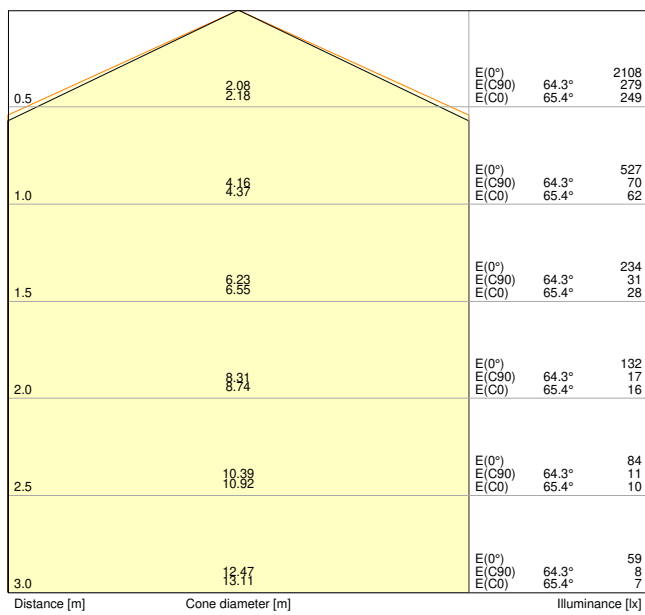 E(0°) 2108
2.08 E(C90) 64.3° 279
0.5 2.18 E(C0) 65.4° 249
E(0°) 527
4.16 E(C90) 64.3° 70
1.0 4.37 E(C0) 65.4° 62
E(0°) 234
6.23 E(C90) 64.3° 31
1.5 6.55 E(C0) 65.4° 28
E(0°) 132
8.31 E(C90) 64.3° 17
2.0 8.74 E(C0) 65.4° 16
E(0°) 84
10.39 E(C90) 64.3° 11
2.5 10.92 E(C0) 65.4° 10
E(0°) 59
12.47 E(C90) 64.3° 8
3.0 13.11 E(C0) 65.4° 7
Distance [m] Cone diameter [m] Illuminance [lx]